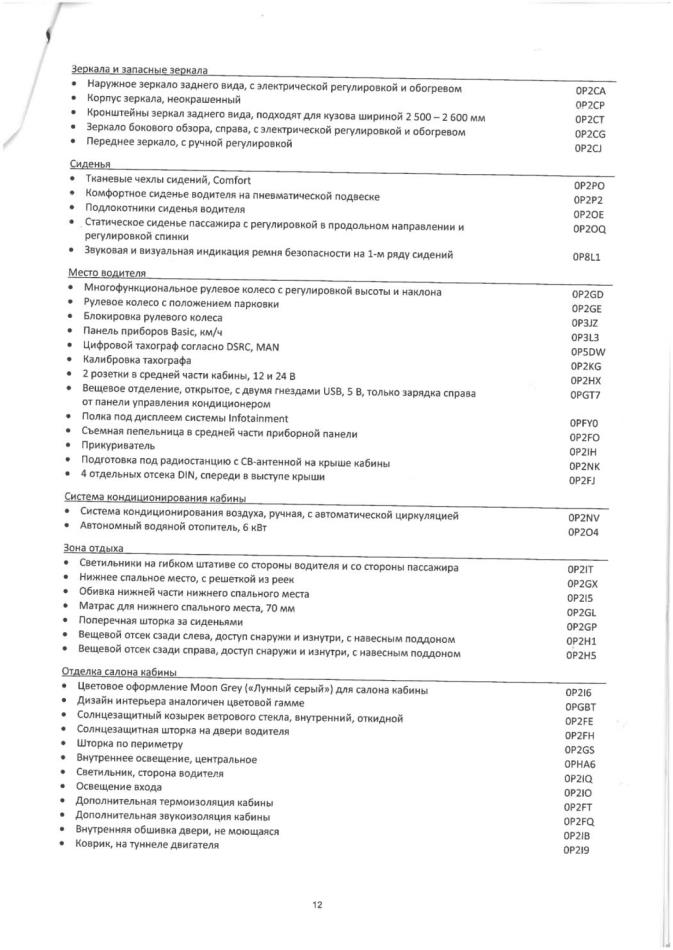 Зеркала и запасные зеркала
• Наружное зеркало заднего вида, с электрической регулировкой и обогревом 0P2CA
• Корпус зеркала, неокрашенный 0P2CP
• Кронштейны зеркал заднего вида, подходят для кузова шириной 2 500 – 2 600 мм 0P2CT
• Зеркало бокового обзора, справа, с электрической регулировкой и обогревом 0P2CG
• Переднее зеркало, с ручной регулировкой 0P2CJ
Сиденья
• Тканевые чехлы сидений, Comfort 0P2PO
• Комфортное сиденье водителя на пневматической подвеске 0P2P2
• Подлокотники сиденья водителя 0P2OE
• Статическое сиденье пассажира с регулировкой в продольном направлении и 0P2OQ
регулировкой спинки
• Звуковая и визуальная индикация ремня безопасности на 1-м ряду сидений 0P8L1
Место водителя
• Многофункциональное рулевое колесо с регулировкой высоты и наклона 0P2GD
• Рулевое колесо с положением парковки 0P2GE
• Блокировка рулевого колеса 0P3JZ
• Панель приборов Basic, км/ч 0P3L3
• Цифровой тахограф согласно DSRC, MAN 0P5DW
• Калибровка тахографа 0P2KG
• 2 розетки в средней части кабины, 12 и 24 В 0P2HX
• Вещевое отделение, открытое, с двумя гнездами USB, 5 В, только зарядка справа 0PGT7
от панели управления кондиционером
• Полка под дисплеем системы Infotainment 0PFY0
• Съемная пепельница в средней части приборной панели 0P2FO
• Прикуриватель 0P2IH
• Подготовка под радиостанцию с CB-антенной на крыше кабины 0P2NK
• 4 отдельных отсека DIN, спереди в выступе крыши 0P2FJ
Система кондиционирования кабины
• Система кондиционирования воздуха, ручная, с автоматической циркуляцией 0P2NV
• Автономный водяной отопитель, 6 кВт 0P2O4
Зона отдыха
• Светильники на гибком штативе со стороны водителя и со стороны пассажира 0P2IT
• Нижнее спальное место, с решеткой из реек 0P2GX
• Обивка нижней части нижнего спального места 0P2I5
• Матрас для нижнего спального места, 70 мм 0P2GL
• Поперечная шторка за сиденьями 0P2GP
• Вещевой отсек сзади слева, доступ снаружи и изнутри, с навесным поддоном 0P2H1
• Вещевой отсек сзади справа, доступ снаружи и изнутри, с навесным поддоном 0P2H5
Отделка салона кабины
• Цветовое оформление Moon Grey («Лунный серый») для салона кабины 0P2I6
• Дизайн интерьера аналогичен цветовой гамме 0PGBT
• Солнцезащитный козырек ветрового стекла, внутренний, откидной 0P2FE
• Солнцезащитная шторка на двери водителя 0P2FH
• Шторка по периметру 0P2GS
• Внутреннее освещение, центральное 0PHA6
• Светильник, сторона водителя 0P2IQ
• Освещение входа 0P2IO
• Дополнительная термоизоляция кабины 0P2FT
• Дополнительная звукоизоляция кабины 0P2FQ
• Внутренняя обшивка двери, не моющаяся 0P2IB
• Коврик, на туннеле двигателя 0P2I9
12